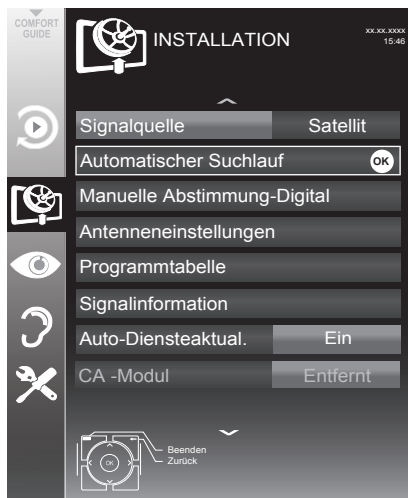 COMFORT
GUIDE
INSTALLATION
xx.xx.xxxx
15:46
Signalquelle Satellit
Automatischer Suchlauf OK
Manuelle Abstimmung-Digital
Antenneneinstellungen
Programmtabelle
Signalinformation
Auto-Diensteaktual. Ein
CA -Modul Entfernt
Beenden
Zurück
OK